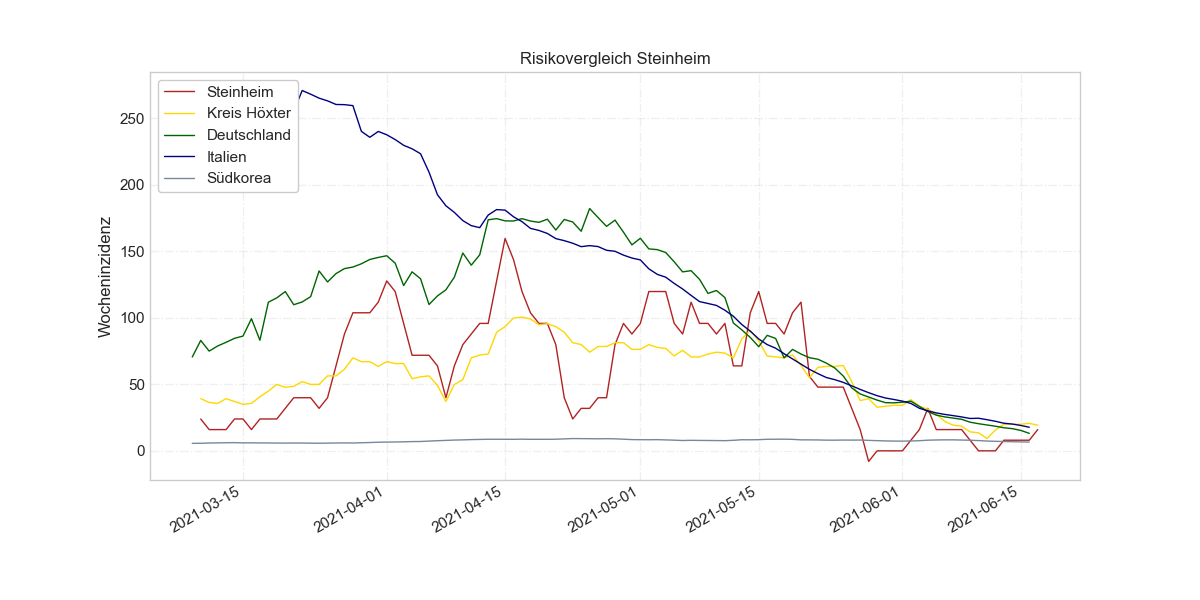 Risikovergleich Steinheim
Steinheim
Kreis Höxter
Deutschland
Italien
Südkorea
Wocheninzidenz
250
200
150
100
50
0
2021-03-15
2021-04-01
2021-04-15
2021-05-01
2021-05-15
2021-06-01
2021-06-15